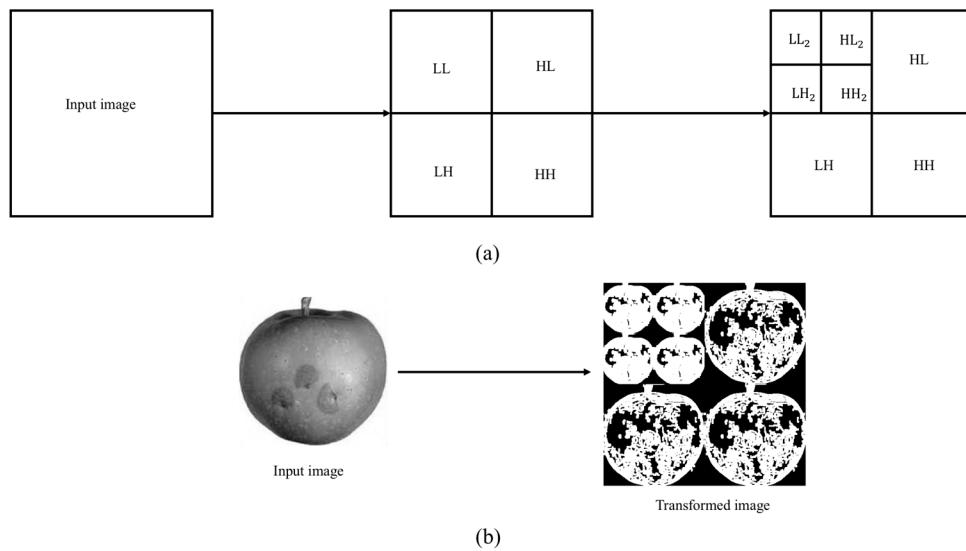 Input image
LL
HL
LH
HH
LL₂
HL₂
LH₂
HH₂
HL
LH
HH
(a)
Input image
Transformed image
(b)